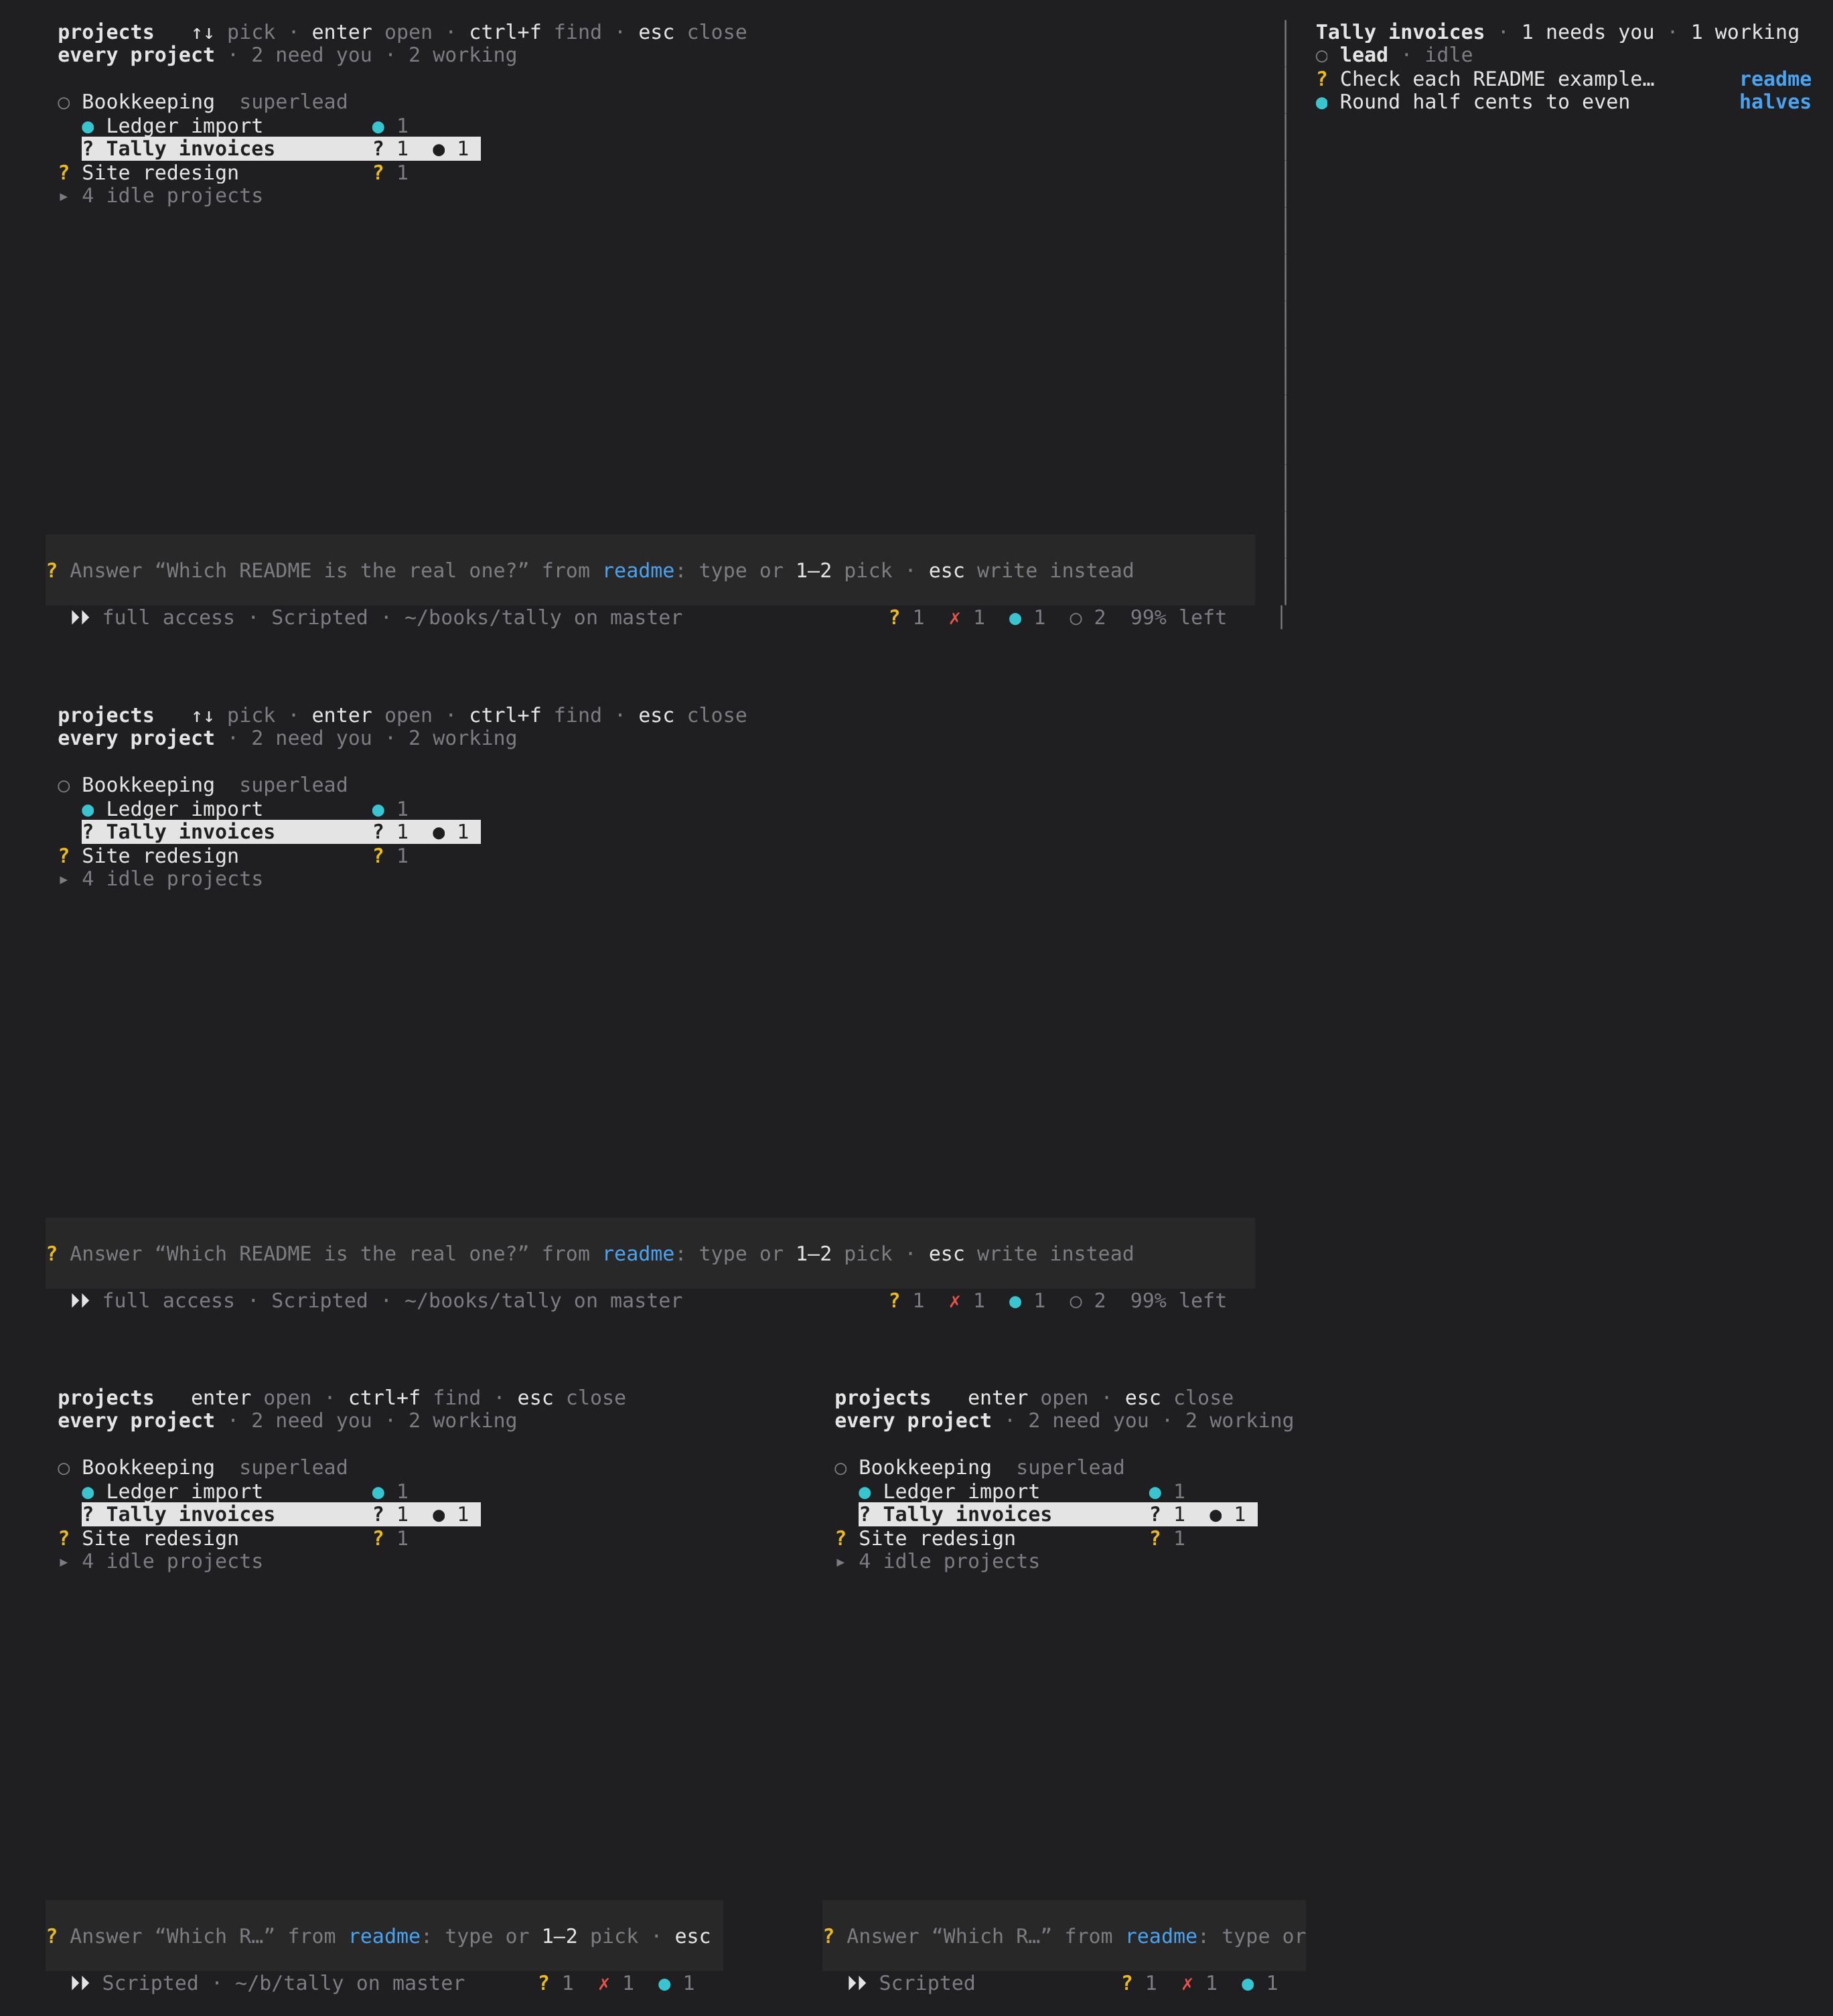 projects   ↑↓ pick · enter open · ctrl+f find · esc close
every project · 2 need you · 2 working
○ Bookkeeping  superlead
● Ledger import         ● 1
? Tally invoices        ? 1  ● 1
? Site redesign           ? 1
▸ 4 idle projects
Tally invoices · 1 needs you · 1 working
○ lead · idle
? Check each README example…       readme
● Round half cents to even         halves
? Answer “Which README is the real one?” from readme: type or 1–2 pick · esc write instead
▶▶ full access · Scripted · ~/books/tally on master                 ? 1  ✗ 1  ● 1  ○ 2  99% left
projects   ↑↓ pick · enter open · ctrl+f find · esc close
every project · 2 need you · 2 working
○ Bookkeeping  superlead
● Ledger import         ● 1
? Tally invoices        ? 1  ● 1
? Site redesign           ? 1
▸ 4 idle projects
? Answer “Which README is the real one?” from readme: type or 1–2 pick · esc write instead
▶▶ full access · Scripted · ~/books/tally on master                 ? 1  ✗ 1  ● 1  ○ 2  99% left
projects   enter open · ctrl+f find · esc close
every project · 2 need you · 2 working
○ Bookkeeping  superlead
● Ledger import         ● 1
? Tally invoices        ? 1  ● 1
? Site redesign           ? 1
▸ 4 idle projects
? Answer “Which R…” from readme: type or 1–2 pick · esc
▶▶ Scripted · ~/b/tally on master      ? 1  ✗ 1  ● 1
projects   enter open · esc close
every project · 2 need you · 2 working
○ Bookkeeping  superlead
● Ledger import         ● 1
? Tally invoices        ? 1  ● 1
? Site redesign           ? 1
▸ 4 idle projects
? Answer “Which R…” from readme: type or
▶▶ Scripted            ? 1  ✗ 1  ● 1